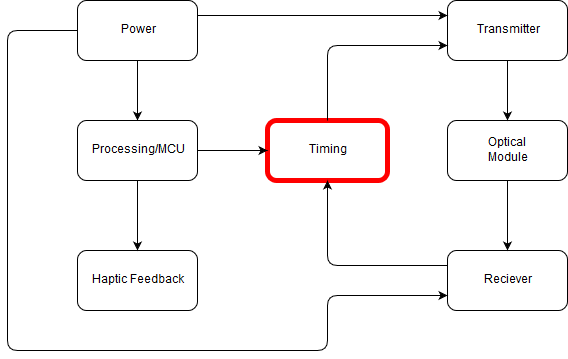 Power
Transmitter
Processing/MCU
Timing
Optical
Module
Haptic Feedback
Reciever